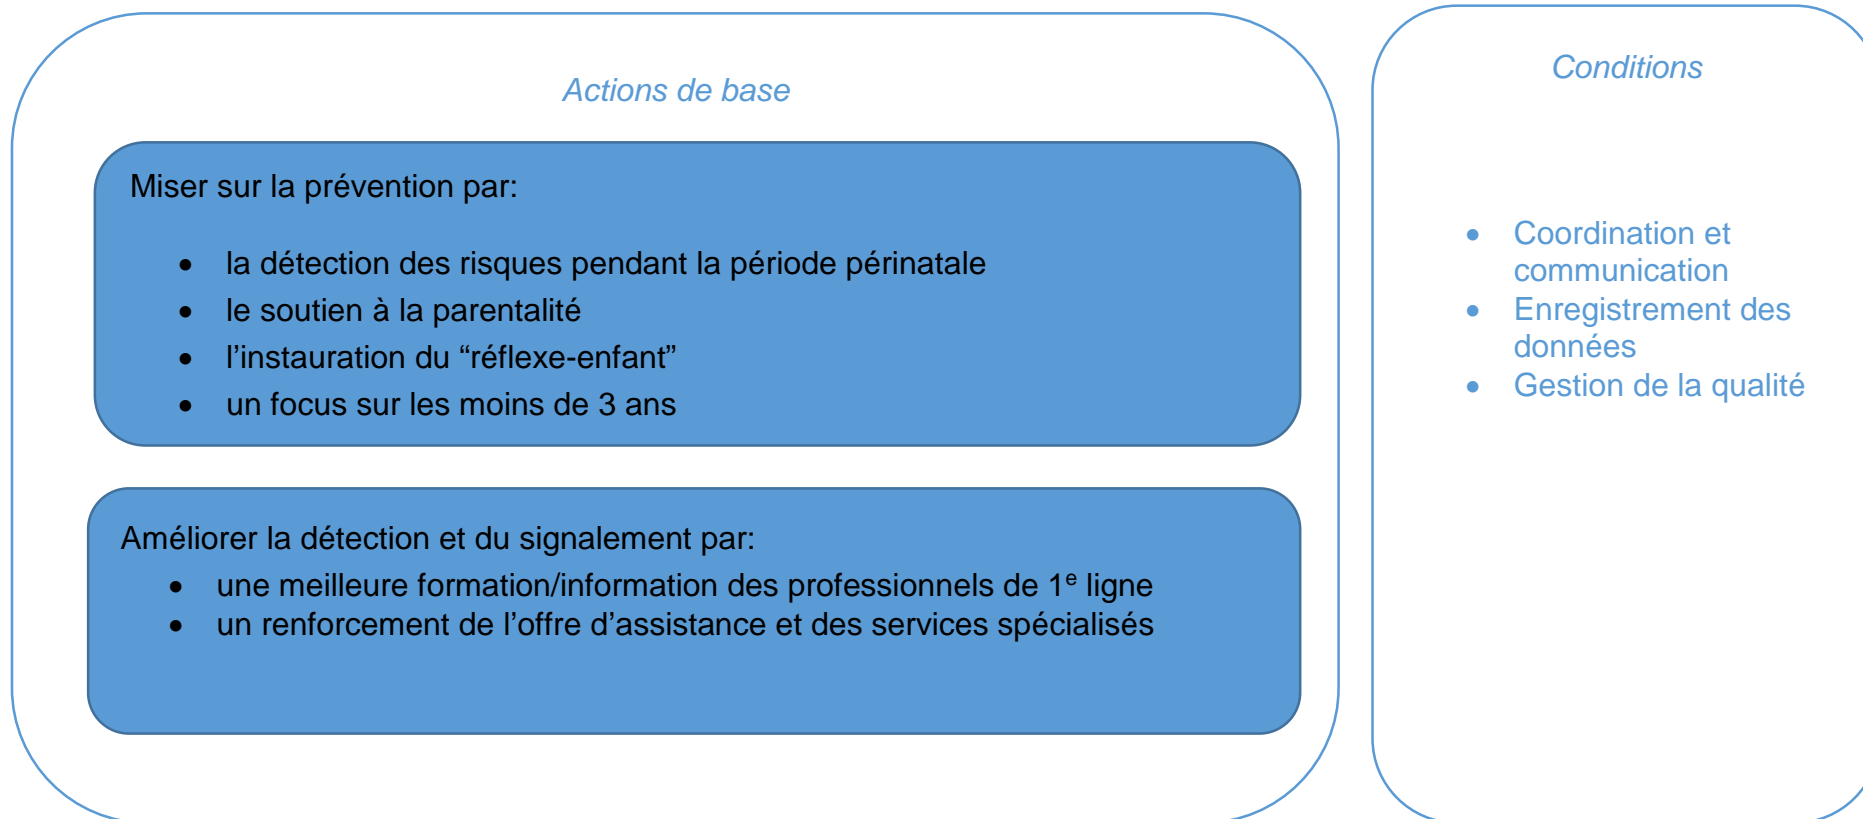 Actions de base
Miser sur la prévention par:
• la détection des risques pendant la période périnatale
• le soutien à la parentalité
• l’instauration du “réflexe-enfant”
• un focus sur les moins de 3 ans
Améliorer la détection et du signalement par:
• une meilleure formation/information des professionnels de 1ᵉ ligne
• un renforcement de l’offre d’assistance et des services spécialisés
Conditions
• Coordination et
communication
• Enregistrement des
données
• Gestion de la qualité